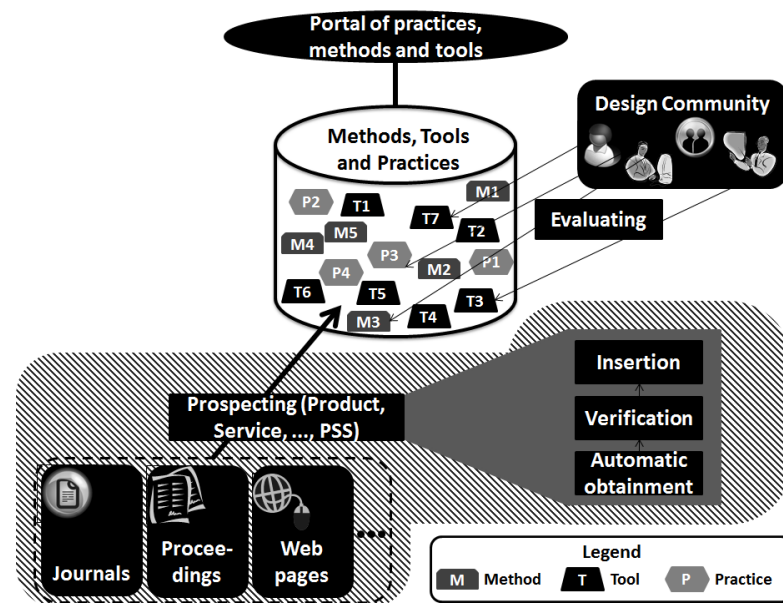 Portal of practices,
methods and tools
Design Community
Methods, Tools
and Practices
M1
P2
T1
T7
T2
M5
M4
P3
P1
M2
P4
T6
T5
T3
M3
T4
Evaluating
Insertion
Prospecting (Product,
Service, ..., PSS)
Verification
Automatic
obtainment
Journals
Procee-
dings
Web
pages
Legend
M Method
T Tool
P Practice